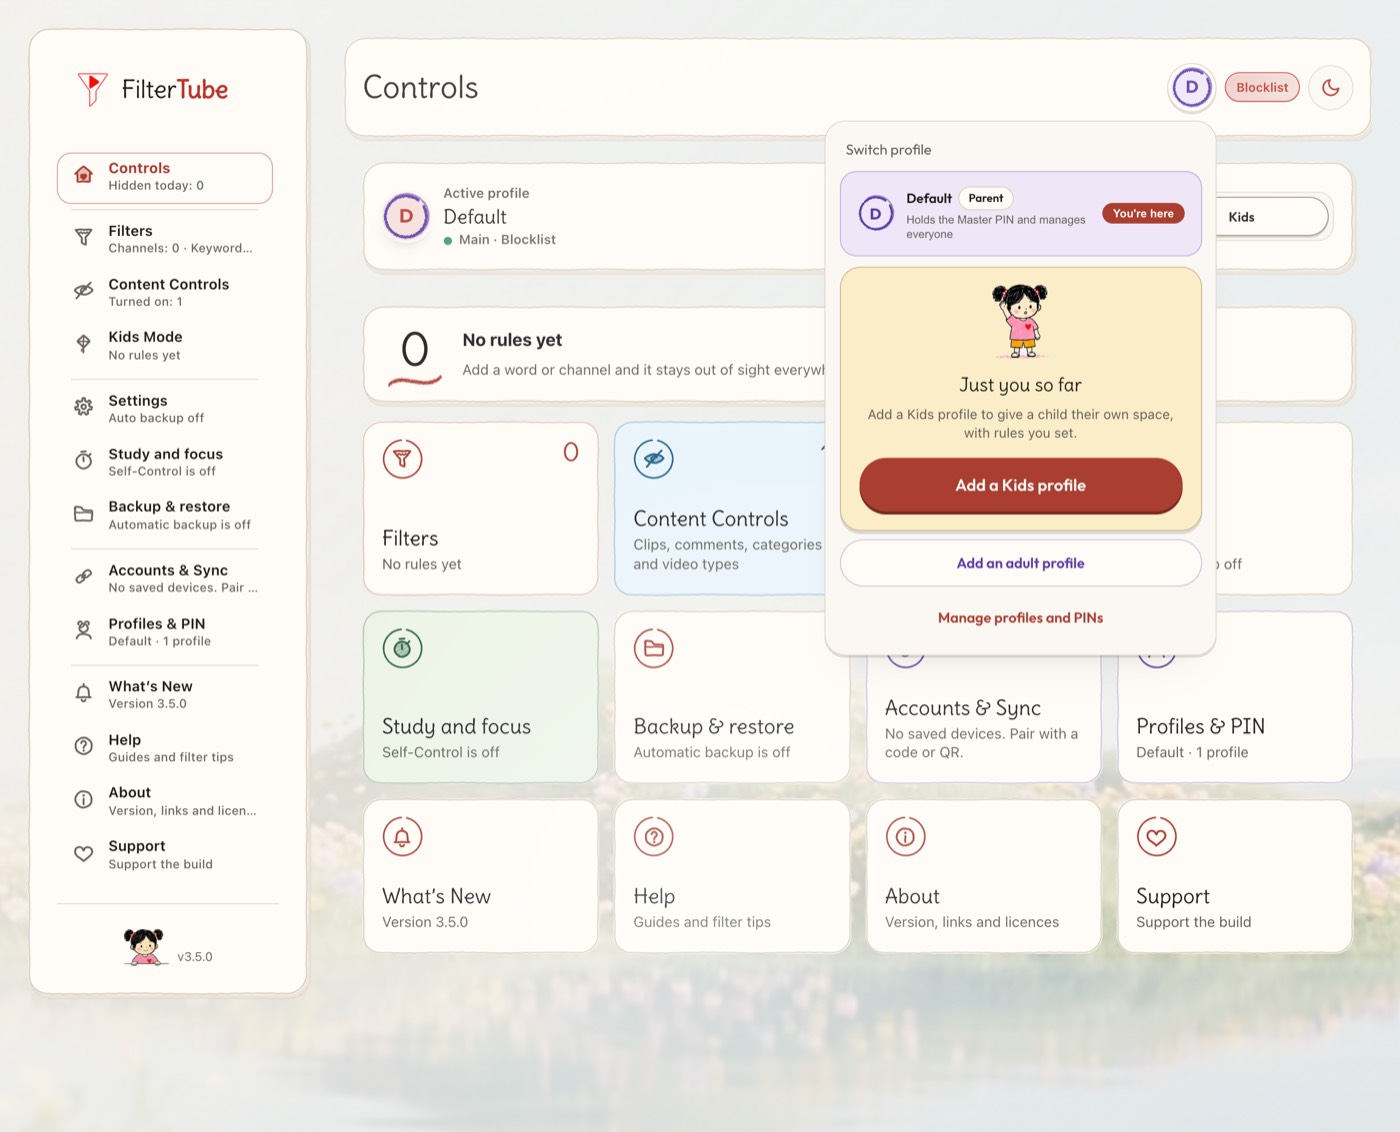 FilterTube
Controls
Hidden today: 0
Filters
Channels: 0 · Keyword...
Content Controls
Turned on: 1
Kids Mode
No rules yet
Settings
Auto backup off
Study and focus
Self-Control is off
Backup & restore
Automatic backup is off
Accounts & Sync
No saved devices. Pair ...
Profiles & PIN
Default · 1 profile
What's New
Version 3.5.0
Help
Guides and filter tips
About
Version, links and licen...
Support
Support the build
v3.5.0
Controls
D
Blocklist
D
Active profile
Default
Main · Blocklist
Kids
Switch profile
D
Default
Parent
Holds the Master PIN and manages
everyone
You're here
Just you so far
Add a Kids profile to give a child their own space,
with rules you set.
Add a Kids profile
Add an adult profile
Manage profiles and PINs
0
No rules yet
Add a word or channel and it stays out of sight
0
Filters
No rules yet
Content Controls
Clips, comments, categories
and video types
off
Study and focus
Self-Control is off
Backup & restore
Automatic backup is off
Accounts & Sync
No saved devices. Pair with a
code or QR.
Profiles & PIN
Default · 1 profile
What's New
Version 3.5.0
Help
Guides and filter tips
About
Version, links and licences
Support
Support the build